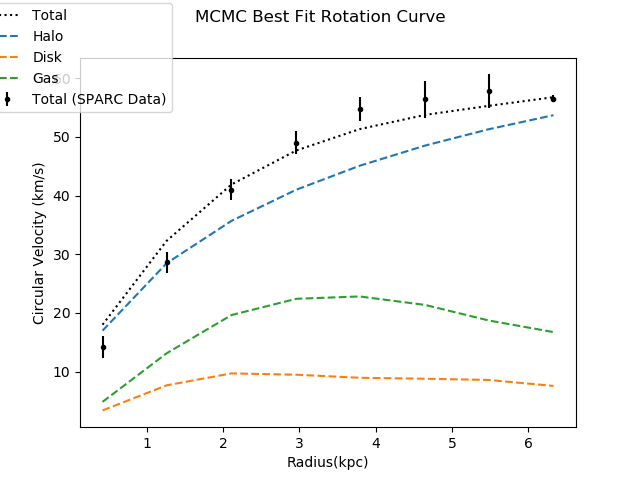 MCMC Best Fit Rotation Curve
Total
Halo
Disk
Gas
Total (SPARC Data)
60
50
40
30
20
10
Circular Velocity (km/s)
1 2 3 4 5 6
Radius(kpc)